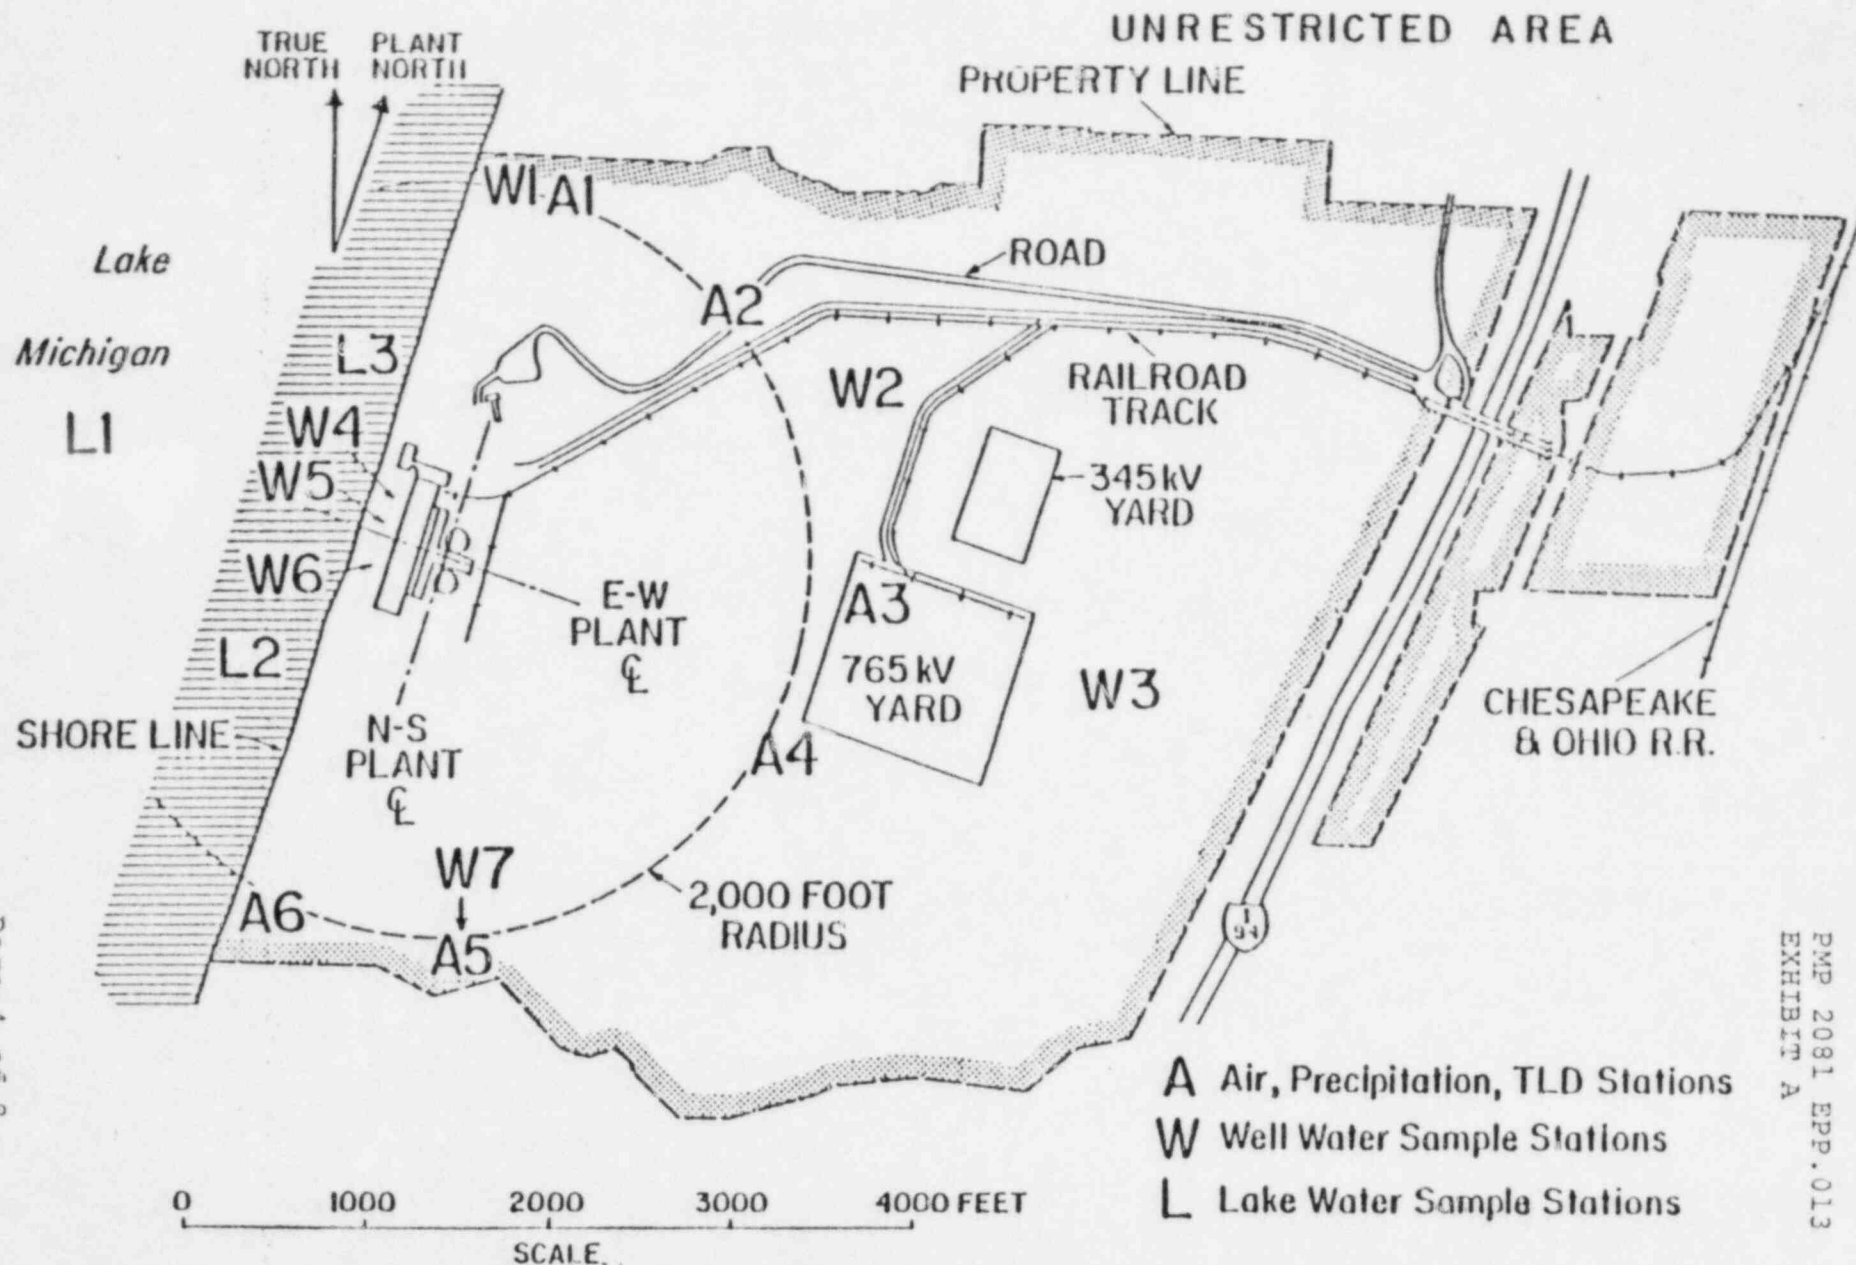 UNRESTRICTED AREA
TRUE
NORTH
PLANT
NORTH
PROPERTY LINE
W1
A1
Lake
Michigan
ROAD
A2
L3
W2
RAILROAD
TRACK
L1
W4
W5
345 kV
YARD
W6
E-W
PLANT
℄
A3
L2
765 kV
YARD
W3
CHESAPEAKE
& OHIO R.R.
SHORE LINE
N-S
PLANT
℄
A4
W7
2,000 FOOT
RADIUS
A6
A5
I
94
PMP 2081 EPP.013
EXHIBIT A
A Air, Precipitation, TLD Stations
W Well Water Sample Stations
L Lake Water Sample Stations
0 1000 2000 3000 4000 FEET
SCALE